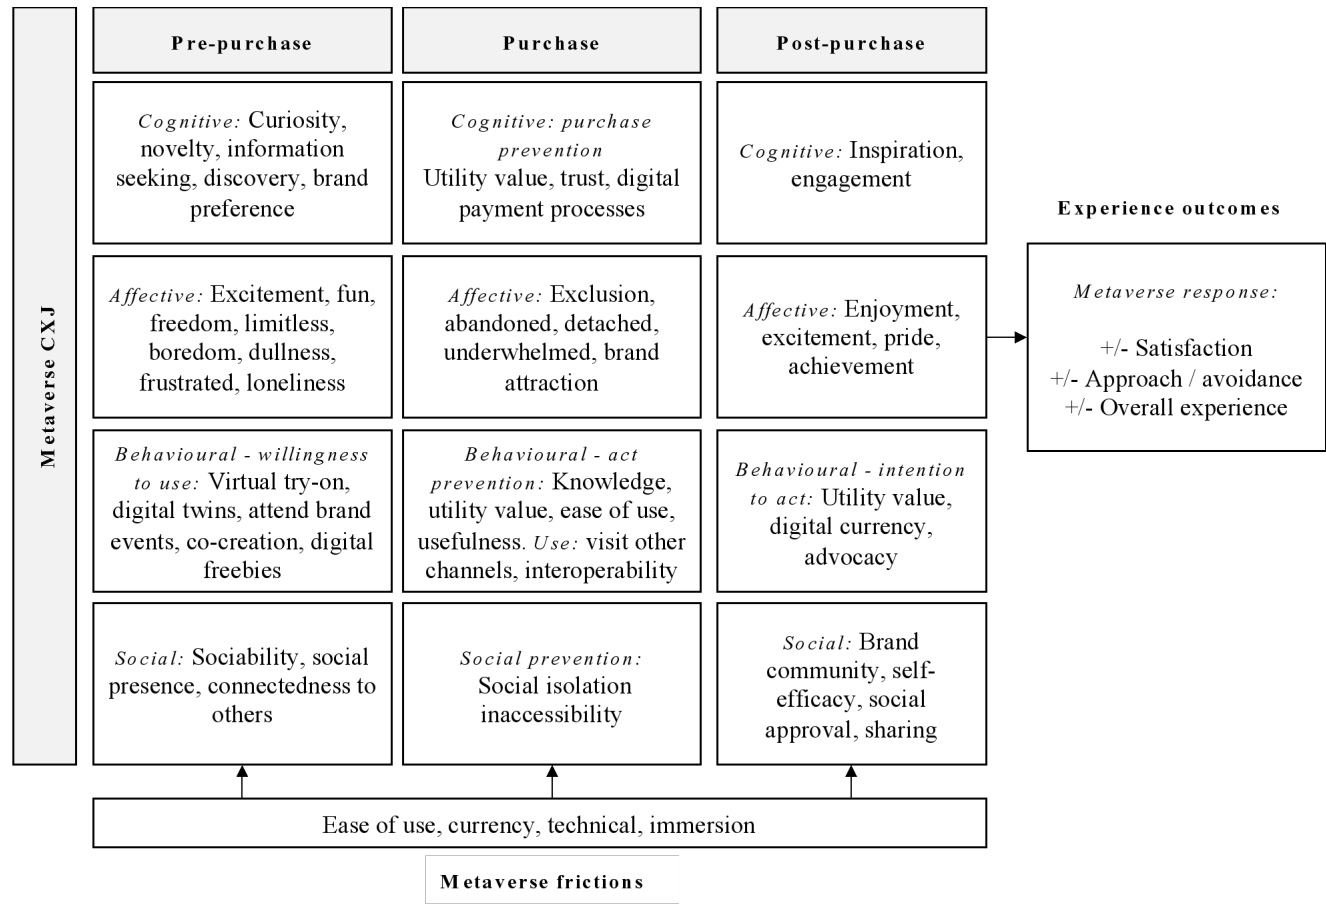 Pre-purchase
Purchase
Post-purchase
Metaverse CXJ
Cognitive: Curiosity,
novelty, information
seeking, discovery, brand
preference
Cognitive: purchase
prevention
Utility value, trust, digital
payment processes
Cognitive: Inspiration,
engagement
Affective: Excitement, fun,
freedom, limitless,
boredom, dullness,
frustrated, loneliness
Affective: Exclusion,
abandoned, detached,
underwhelmed, brand
attraction
Affective: Enjoyment,
excitement, pride,
achievement
Behavioural - willingness
to use: Virtual try-on,
digital twins, attend brand
events, co-creation, digital
freebies
Behavioural - act
prevention: Knowledge,
utility value, ease of use,
usefulness. Use: visit other
channels, interoperability
Behavioural - intention
to act: Utility value,
digital currency,
advocacy
Social: Sociability, social
presence, connectedness to
others
Social prevention:
Social isolation
inaccessibility
Social: Brand
community, self-
efficacy, social
approval, sharing
Experience outcomes
Metaverse response:
+/- Satisfaction
+/- Approach / avoidance
+/- Overall experience
Ease of use, currency, technical, immersion
Metaverse frictions